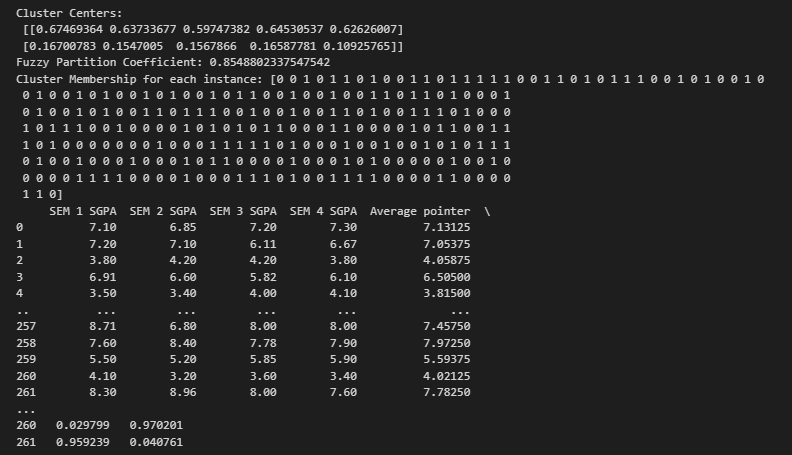 Cluster Centers:
[[0.67469364 0.63733677 0.59747382 0.64530537 0.62626007]
[0.16700783 0.1547005 0.1567866 0.16587781 0.10925765]]
Fuzzy Partition Coefficient: 0.8548802337547542
Cluster Membership for each instance: [0 0 1 0 1 1 0 1 0 0 1 1 0 1 1 1 1 1 0 0 1 1 0 1 0 1 1 1 0 0 1 0 1 0 0 1 0
0 1 0 0 1 0 1 0 0 1 0 1 0 0 1 0 1 1 0 0 1 0 0 1 0 0 1 1 0 1 1 0 1 0 0 0 1
0 1 0 0 1 0 1 0 0 1 1 0 1 1 1 0 0 1 0 0 1 0 0 1 1 0 1 0 0 1 1 1 0 1 0 0 0
1 0 1 1 1 0 0 1 0 0 0 0 1 0 1 0 1 0 1 1 0 0 0 1 1 0 0 0 0 1 0 1 1 0 0 1 1
1 1 0 1 0 0 0 0 0 0 0 1 0 0 0 1 1 1 1 1 0 1 0 0 0 1 1 0 0 1 0 1 0 1 1 1
0 1 0 0 1 0 0 0 1 0 0 0 1 0 1 1 0 0 0 0 1 0 0 0 1 0 1 0 0 0 0 0 1 0 0 1 0
0 0 0 0 1 1 1 1 0 0 0 0 1 0 0 0 1 1 1 0 1 0 0 1 1 1 1 0 0 0 0 1 1 0 0 0 0
1 1 0]
SEM 1 SGPA SEM 2 SGPA SEM 3 SGPA SEM 4 SGPA Average pointer \
0 7.10 6.85 7.20 7.30 7.13125
1 7.20 7.10 6.11 6.67 7.05375
2 3.80 4.20 4.20 3.80 4.05875
3 6.91 6.60 5.82 6.10 6.50500
4 3.50 3.40 4.00 4.10 3.81500
.. ... ... ... ... ...
257 8.71 6.80 8.00 8.00 7.45750
258 7.60 8.40 7.78 7.90 7.97250
259 5.50 5.20 5.85 5.90 5.59375
260 4.10 3.20 3.60 3.40 4.02125
261 8.30 8.96 8.00 7.60 7.78250
...
260 0.029799 0.970201
261 0.959239 0.040761